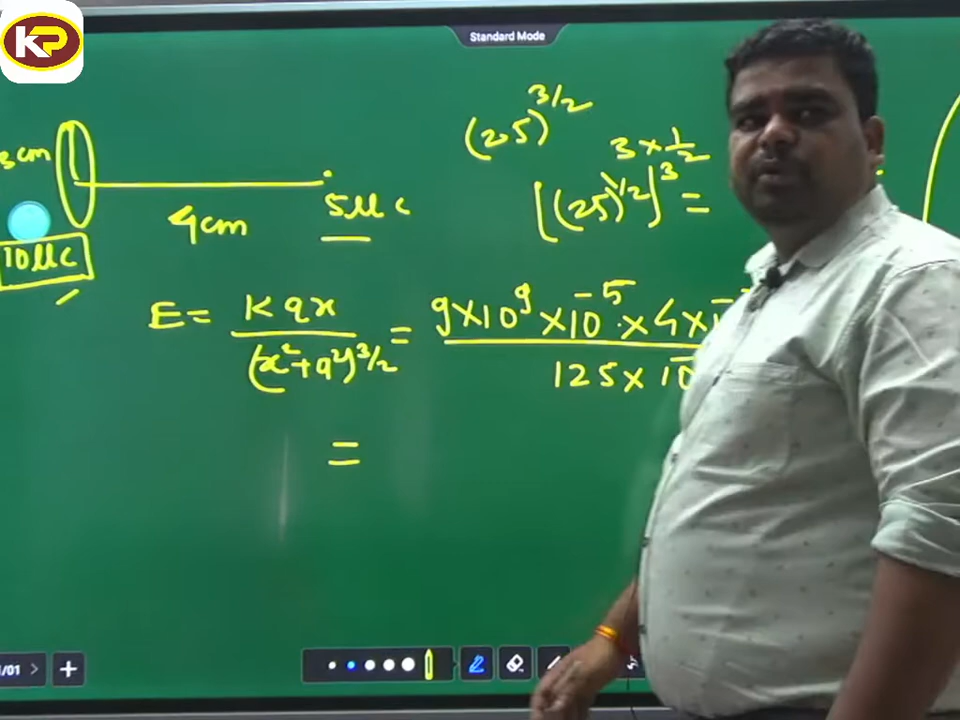 KP
Standard Mode
(25)^3/2
3 × 1/2
[(25)^1/2]^3 =
3cm
4cm
5μc
10μc
E = Kqx / (x²+a²)^3/2 = 9×10^9 × 10^-5 × 4×
125 × 10
=
/01 > +